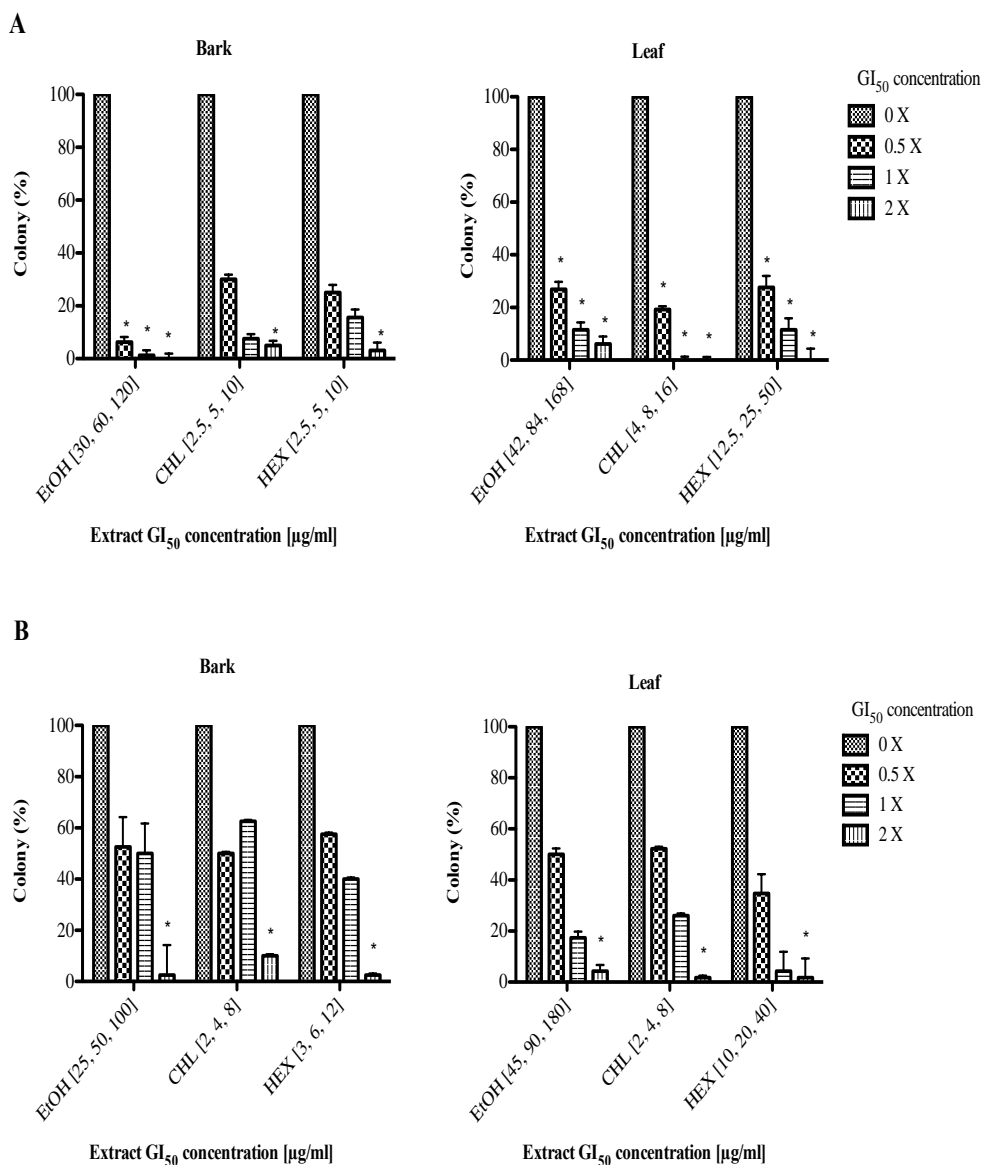 A
Bark
Leaf
GI50 concentration
0 X
0.5 X
1 X
2 X
Colony (%)
100
80
60
40
20
0
* * *
*
*
EtOH [30, 60, 120]
CHL [2.5, 5, 10]
HEX [2.5, 5, 10]
Extract GI50 concentration [µg/ml]
Colony (%)
100
80
60
40
20
0
* * *
* * *
* * *
EtOH [42, 84, 168]
CHL [4, 8, 16]
HEX [12.5, 25, 50]
Extract GI50 concentration [µg/ml]
B
Bark
Leaf
GI50 concentration
0 X
0.5 X
1 X
2 X
Colony (%)
100
80
60
40
20
0
*
*
*
EtOH [25, 50, 100]
CHL [2, 4, 8]
HEX [3, 6, 12]
Extract GI50 concentration [µg/ml]
Colony (%)
100
80
60
40
20
0
*
*
*
EtOH [45, 90, 180]
CHL [2, 4, 8]
HEX [10, 20, 40]
Extract GI50 concentration [µg/ml]